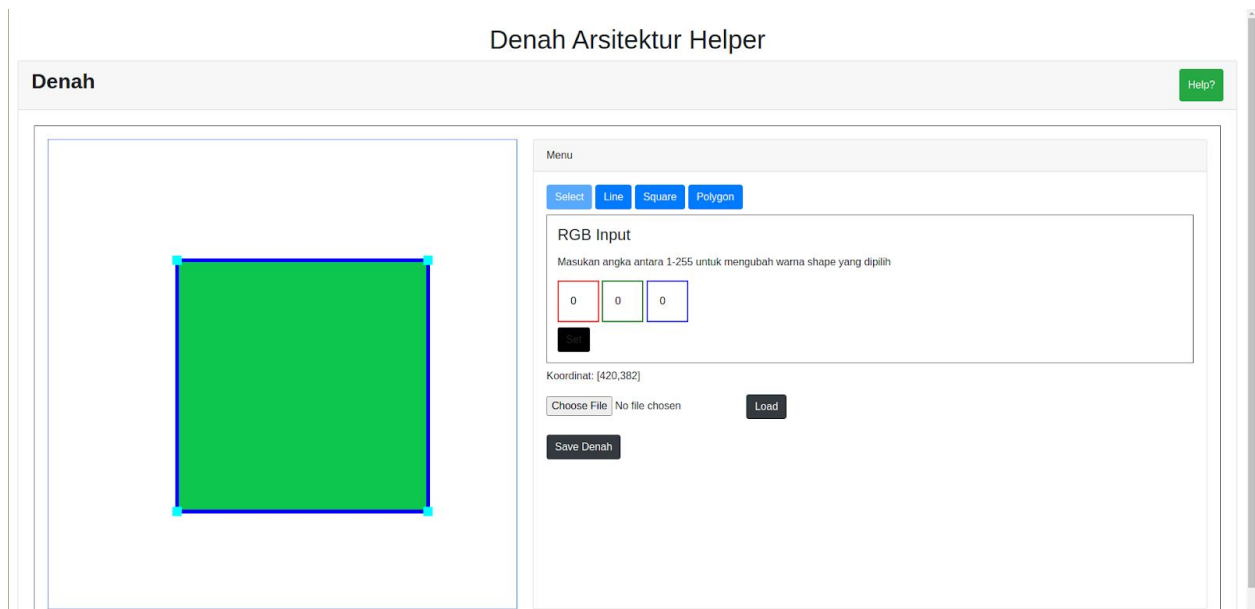 Denah Arsitektur Helper
Denah
Help?
Menu
Select Line Square Polygon
RGB Input
Masukan angka antara 1-255 untuk mengubah warna shape yang dipilih
0 0 0
Set
Koordinat: [420,382]
Choose File No file chosen Load
Save Denah